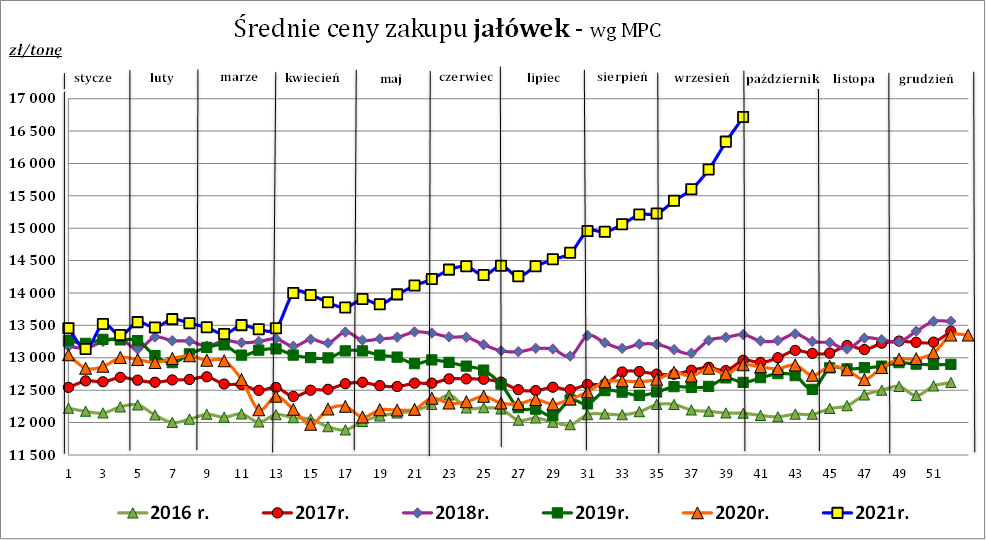 Średnie ceny zakupu jałówek - wg MPC
zł/tonę
stycze luty marze kwiecień maj czerwiec lipiec sierpień wrzesień październik listopa grudzień
17 000
16 500
16 000
15 500
15 000
14 500
14 000
13 500
13 000
12 500
12 000
11 500
1 3 5 7 9 11 13 15 17 19 21 23 25 27 29 31 33 35 37 39 41 43 45 47 49 51
2016 r. 2017r. 2018r. 2019r. 2020r. 2021r.